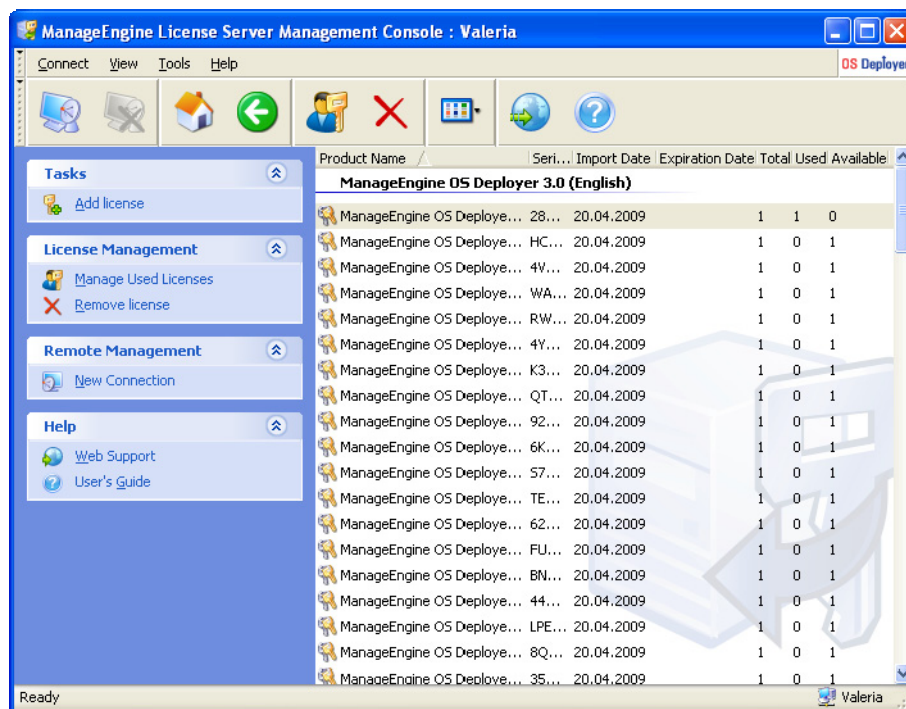 ManageEngine License Server Management Console : Valeria
Connect View Tools Help
OS Deployer
Product Name Seri... Import Date Expiration Date Total Used Available
Tasks
Add license
License Management
Manage Used Licenses
Remove license
Remote Management
New Connection
Help
Web Support
User's Guide
ManageEngine OS Deployer 3.0 (English)
ManageEngine OS Deploye... 28... 20.04.2009 1 1 0
ManageEngine OS Deploye... HC... 20.04.2009 1 0 1
ManageEngine OS Deploye... 4V... 20.04.2009 1 0 1
ManageEngine OS Deploye... WA... 20.04.2009 1 0 1
ManageEngine OS Deploye... RW... 20.04.2009 1 0 1
ManageEngine OS Deploye... 4Y... 20.04.2009 1 0 1
ManageEngine OS Deploye... K3... 20.04.2009 1 0 1
ManageEngine OS Deploye... QT... 20.04.2009 1 0 1
ManageEngine OS Deploye... 92... 20.04.2009 1 0 1
ManageEngine OS Deploye... 6K... 20.04.2009 1 0 1
ManageEngine OS Deploye... S7... 20.04.2009 1 0 1
ManageEngine OS Deploye... TE... 20.04.2009 1 0 1
ManageEngine OS Deploye... 62... 20.04.2009 1 0 1
ManageEngine OS Deploye... FU... 20.04.2009 1 0 1
ManageEngine OS Deploye... BN... 20.04.2009 1 0 1
ManageEngine OS Deploye... 44... 20.04.2009 1 0 1
ManageEngine OS Deploye... LPE... 20.04.2009 1 0 1
ManageEngine OS Deploye... 8Q... 20.04.2009 1 0 1
ManageEngine OS Deploye... 35... 20.04.2009 1 0 1
Ready Valeria